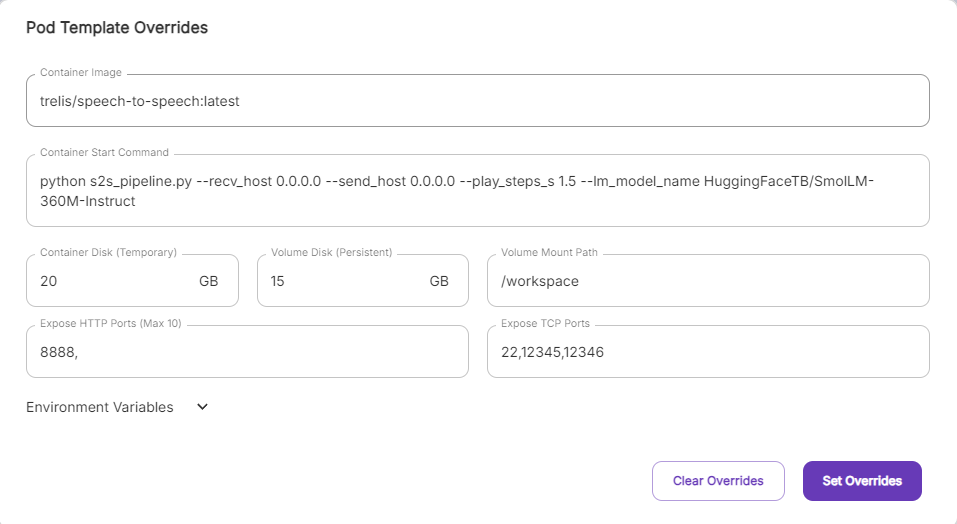 Pod Template Overrides
Container Image
trelis/speech-to-speech:latest
Container Start Command
python s2s_pipeline.py --recv_host 0.0.0.0 --send_host 0.0.0.0 --play_steps_s 1.5 --lm_model_name HuggingFaceTB/SmolLM-
360M-Instruct
Container Disk (Temporary) Volume Disk (Persistent) Volume Mount Path
20 GB 15 GB /workspace
Expose HTTP Ports (Max 10) Expose TCP Ports
8888, 22,12345,12346
Environment Variables
Clear Overrides Set Overrides